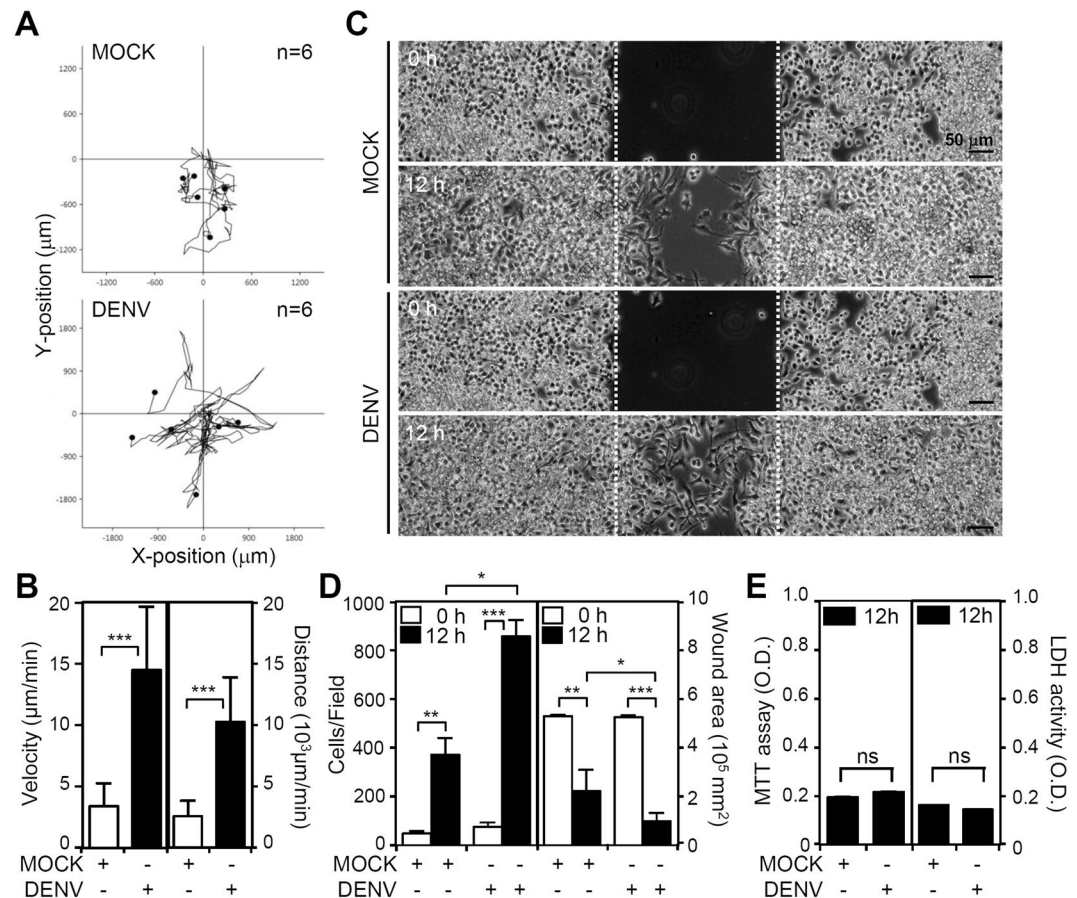 A
MOCK
n=6
1200
600
0
-600
-1200
-1200
-600
0
600
1200
DENV
n=6
1800
900
0
-900
-1800
-1800
-900
0
900
1800
Y-position (μm)
X-position (μm)
C
MOCK
0 h
50 μm
12 h
DENV
0 h
12 h
B
Velocity (μm/min)
20
15
10
5
0
***
***
20
15
10
5
0
Distance (10³μm/min)
MOCK + - + -
DENV - + - +
D
Cells/Field
1000
800
600
400
200
0
0 h
12 h
**
***
*
0 h
12 h
**
***
*
10
8
6
4
2
0
Wound area (10⁵ mm²)
MOCK + + - - + + - -
DENV - - + + - - + +
E
MTT assay (O.D.)
1.0
0.8
0.6
0.4
0.2
0
12h
ns
12h
ns
1.0
0.8
0.6
0.4
0.2
0
LDH activity (O.D.)
MOCK + - + -
DENV - + - +